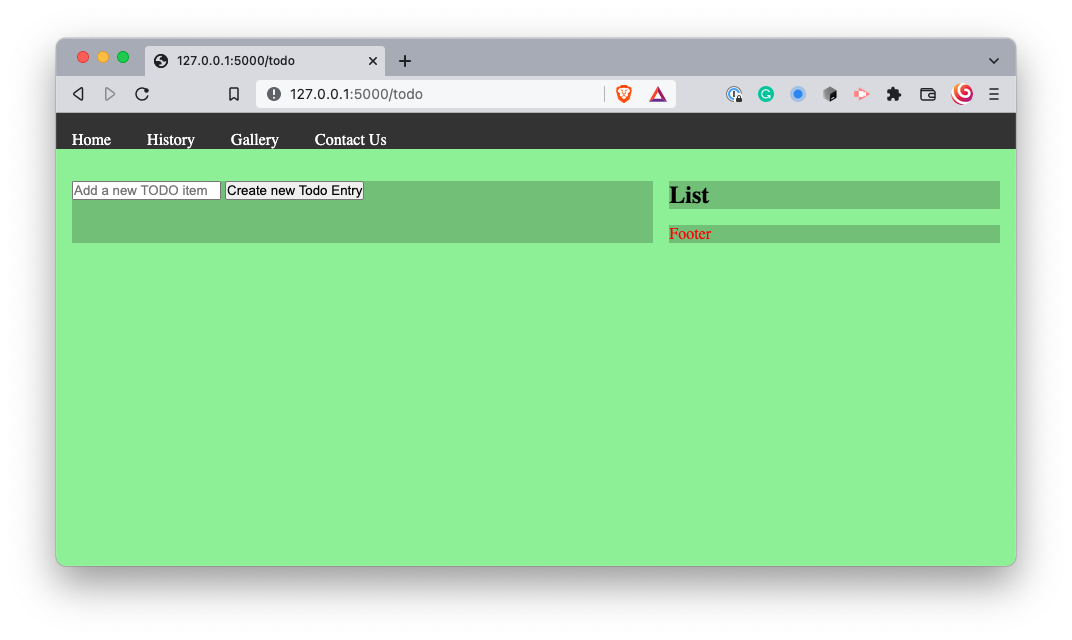 127.0.0.1:5000/todo
127.0.0.1:5000/todo
Home History Gallery Contact Us
Add a new TODO item Create new Todo Entry
List
Footer